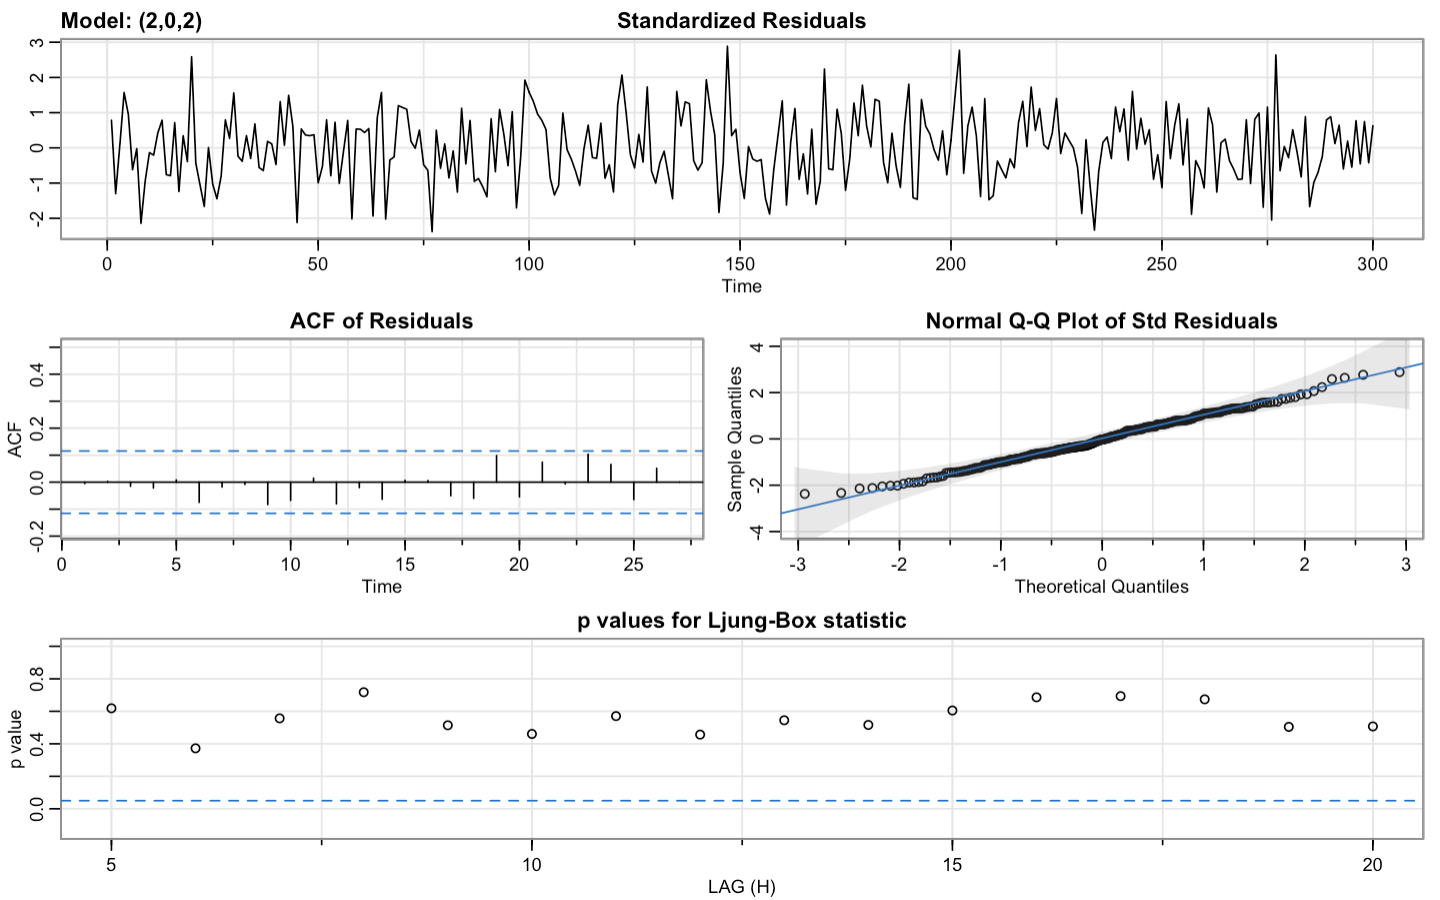 Model: (2,0,2) Standardized Residuals
3
2
1
0
-1
-2
0 50 100 150 200 250 300
Time
ACF of Residuals
ACF
0.4
0.2
0.0
-0.2
0 5 10 15 20 25
Time
Normal Q-Q Plot of Std Residuals
Sample Quantiles
4
2
0
-2
-4
-3 -2 -1 0 1 2 3
Theoretical Quantiles
p values for Ljung-Box statistic
p value
0.8
0.4
0.0
5 10 15 20
LAG (H)